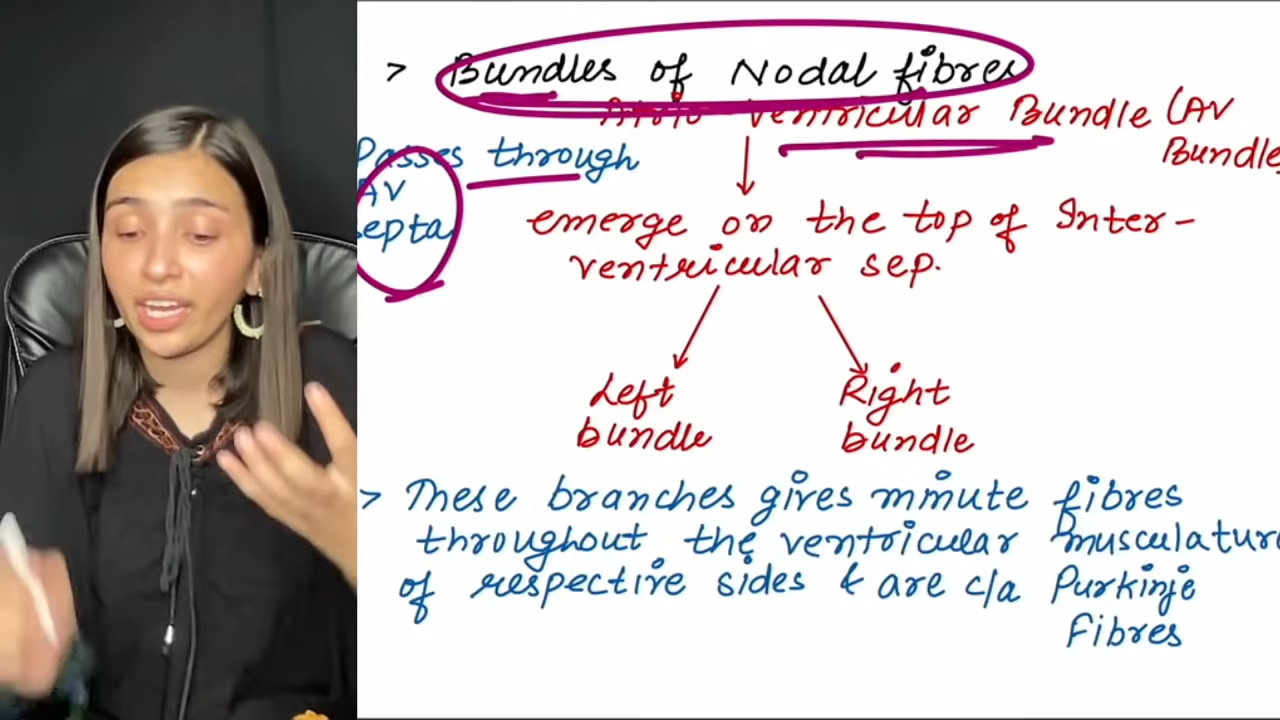 > Bundles of Nodal fibres
Atrio ventricular Bundle (AV
Bundle
Passes through
AV
septa
emerge on the top of Inter-
ventricular sep.
Left
bundle
Right
bundle
> These branches gives minute fibres
throughout the ventricular musculature
of respective sides & are c/a Purkinje
Fibres